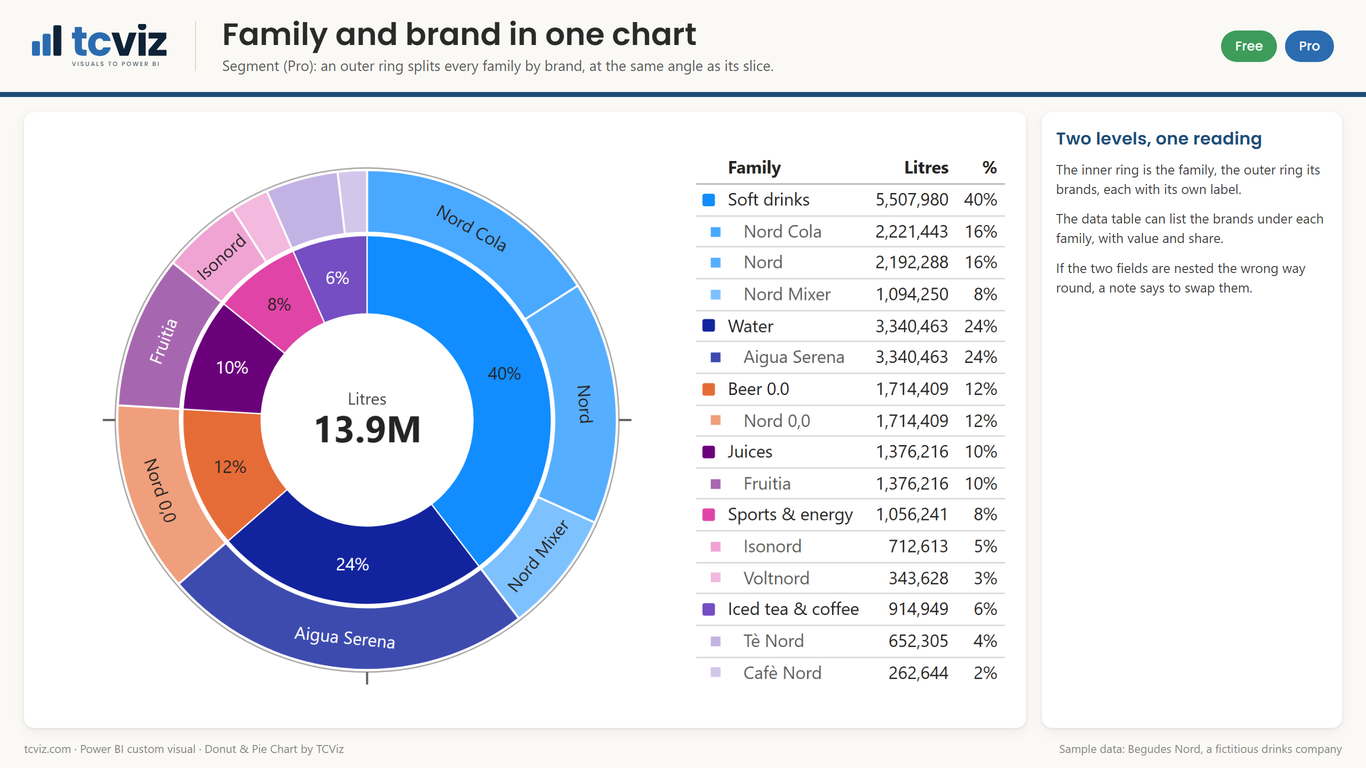 tcviz
VISUALS TO POWER BI
Family and brand in one chart
Segment (Pro): an outer ring splits every family by brand, at the same angle as its slice.
Free
Pro
Nord Cola
Nord
Nord Mixer
Aigua Serena
Nord 0,0
Fruitia
Isonord
40%
24%
12%
10%
8%
6%
Litres
13.9M
Family Litres %
Soft drinks 5,507,980 40%
Nord Cola 2,221,443 16%
Nord 2,192,288 16%
Nord Mixer 1,094,250 8%
Water 3,340,463 24%
Aigua Serena 3,340,463 24%
Beer 0.0 1,714,409 12%
Nord 0,0 1,714,409 12%
Juices 1,376,216 10%
Fruitia 1,376,216 10%
Sports & energy 1,056,241 8%
Isonord 712,613 5%
Voltnord 343,628 3%
Iced tea & coffee 914,949 6%
Tè Nord 652,305 4%
Cafè Nord 262,644 2%
Two levels, one reading
The inner ring is the family, the outer ring its
brands, each with its own label.
The data table can list the brands under each
family, with value and share.
If the two fields are nested the wrong way
round, a note says to swap them.
tcviz.com · Power BI custom visual · Donut & Pie Chart by TCViz
Sample data: Begudes Nord, a fictitious drinks company